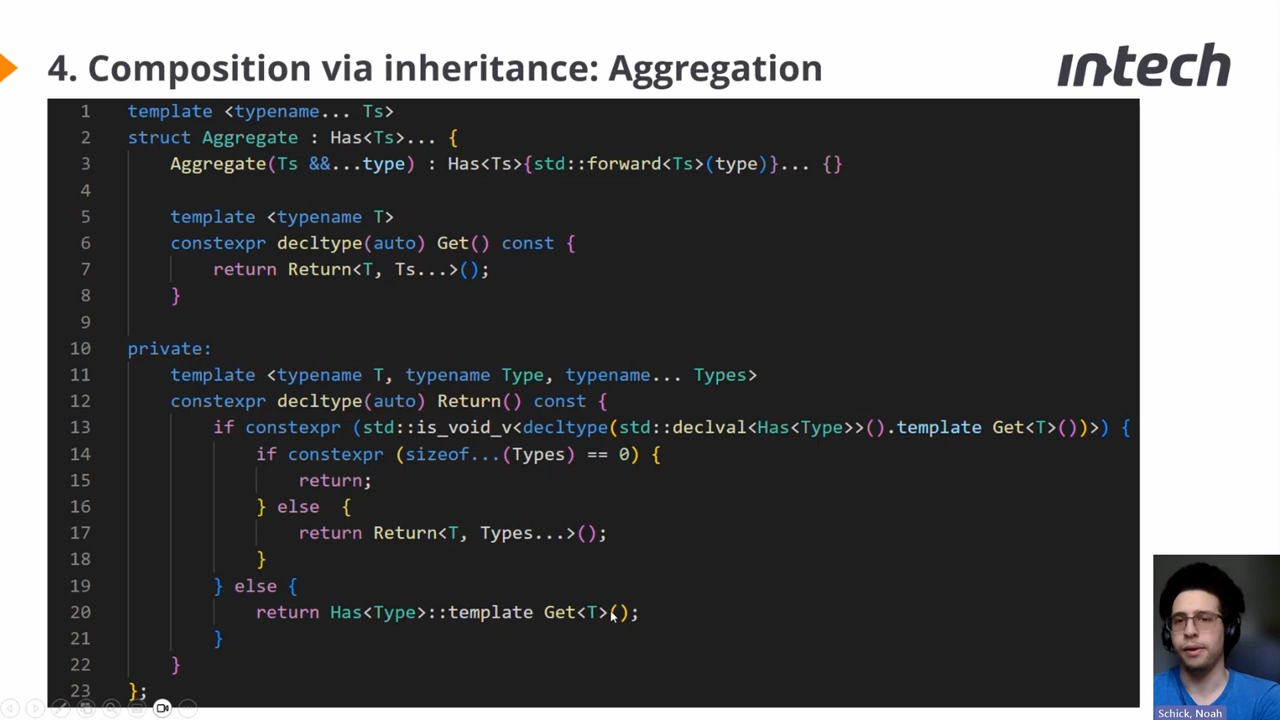 4. Composition via inheritance: Aggregation
intech
1 template <typename... Ts>
2 struct Aggregate : Has<Ts>... {
3 Aggregate(Ts &&...type) : Has<Ts>{std::forward<Ts>(type)}... {}
4
5 template <typename T>
6 constexpr decltype(auto) Get() const {
7 return Return<T, Ts...>();
8 }
9
10 private:
11 template <typename T, typename Type, typename... Types>
12 constexpr decltype(auto) Return() const {
13 if constexpr (std::is_void_v<decltype(std::declval<Has<Type>>().template Get<T>())>) {
14 if constexpr (sizeof...(Types) == 0) {
15 return;
16 } else {
17 return Return<T, Types...>();
18 }
19 } else {
20 return Has<Type>::template Get<T>();
21 }
22 }
23 };
Schick, Noah